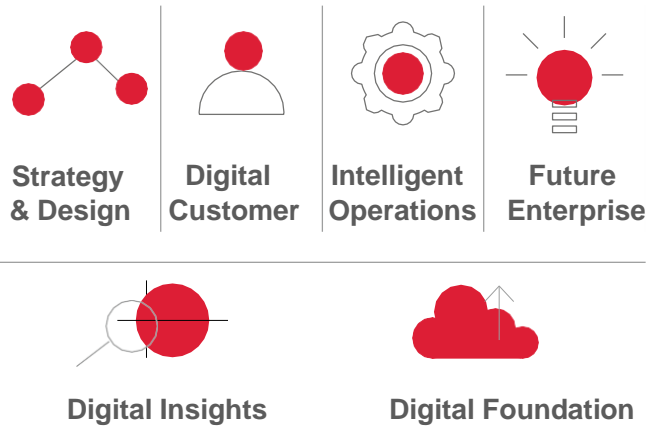 Strategy
& Design
Digital
Customer
Intelligent
Operations
Future
Enterprise
Digital Insights
Digital Foundation